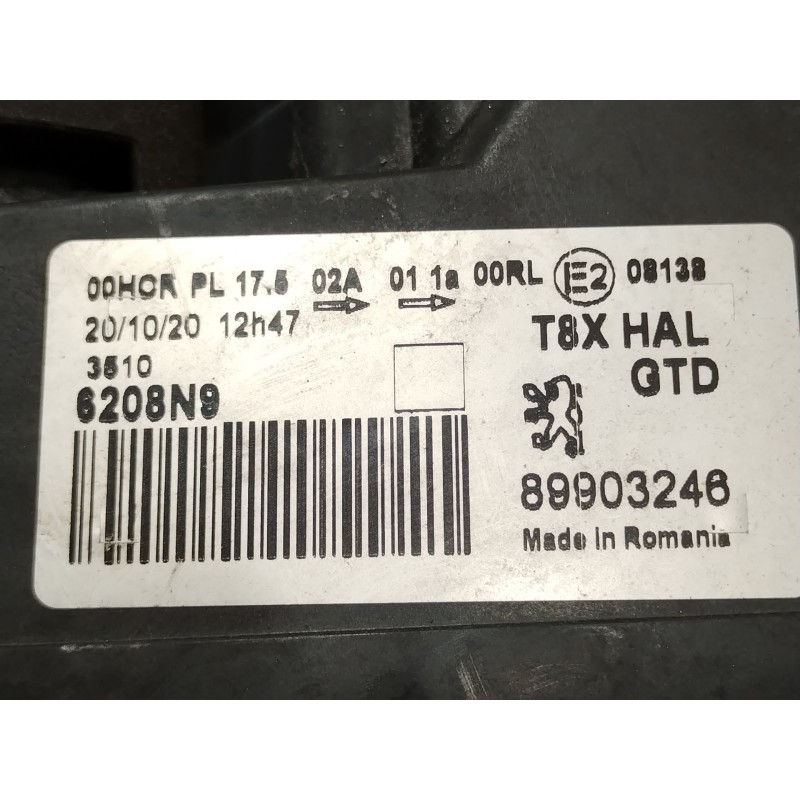 00HCR PL 17.5 02A 01 1a 00RL E2 08138
20/10/20 12h47
3510
6208N9
T8X HAL
GTD
89903246
Made in Romania